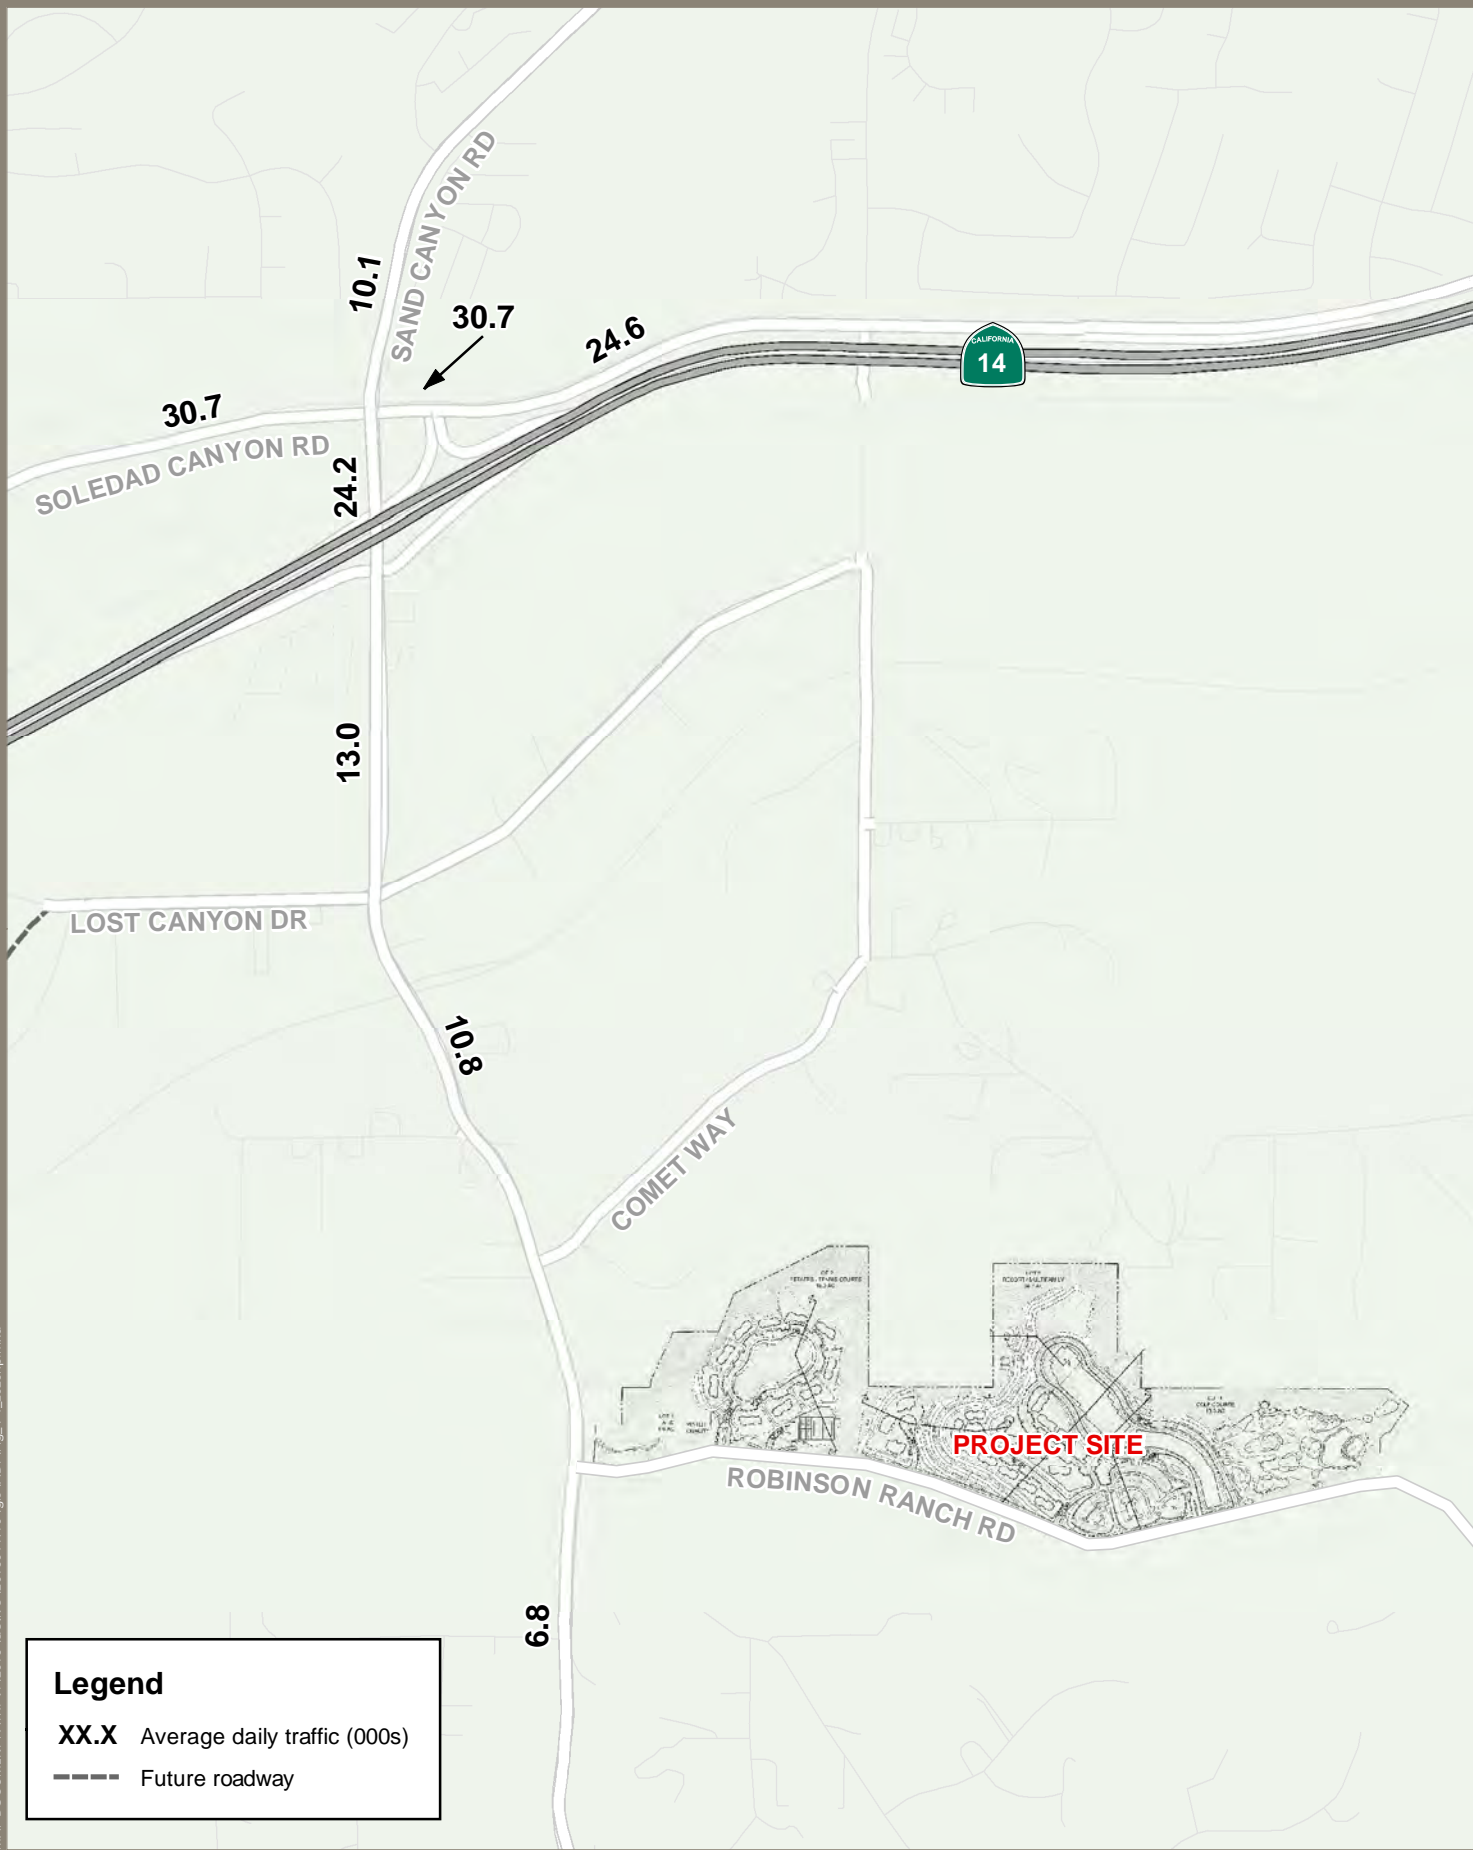 SAND CANYON RD
10.1
30.7
24.6
CALIFORNIA
14
30.7
SOLEDAD CANYON RD
24.2
13.0
LOST CANYON DR
10.8
COMET WAY
PROJECT SITE
ROBINSON RANCH RD
6.8
Legend
XX.X Average daily traffic (000s)
Future roadway